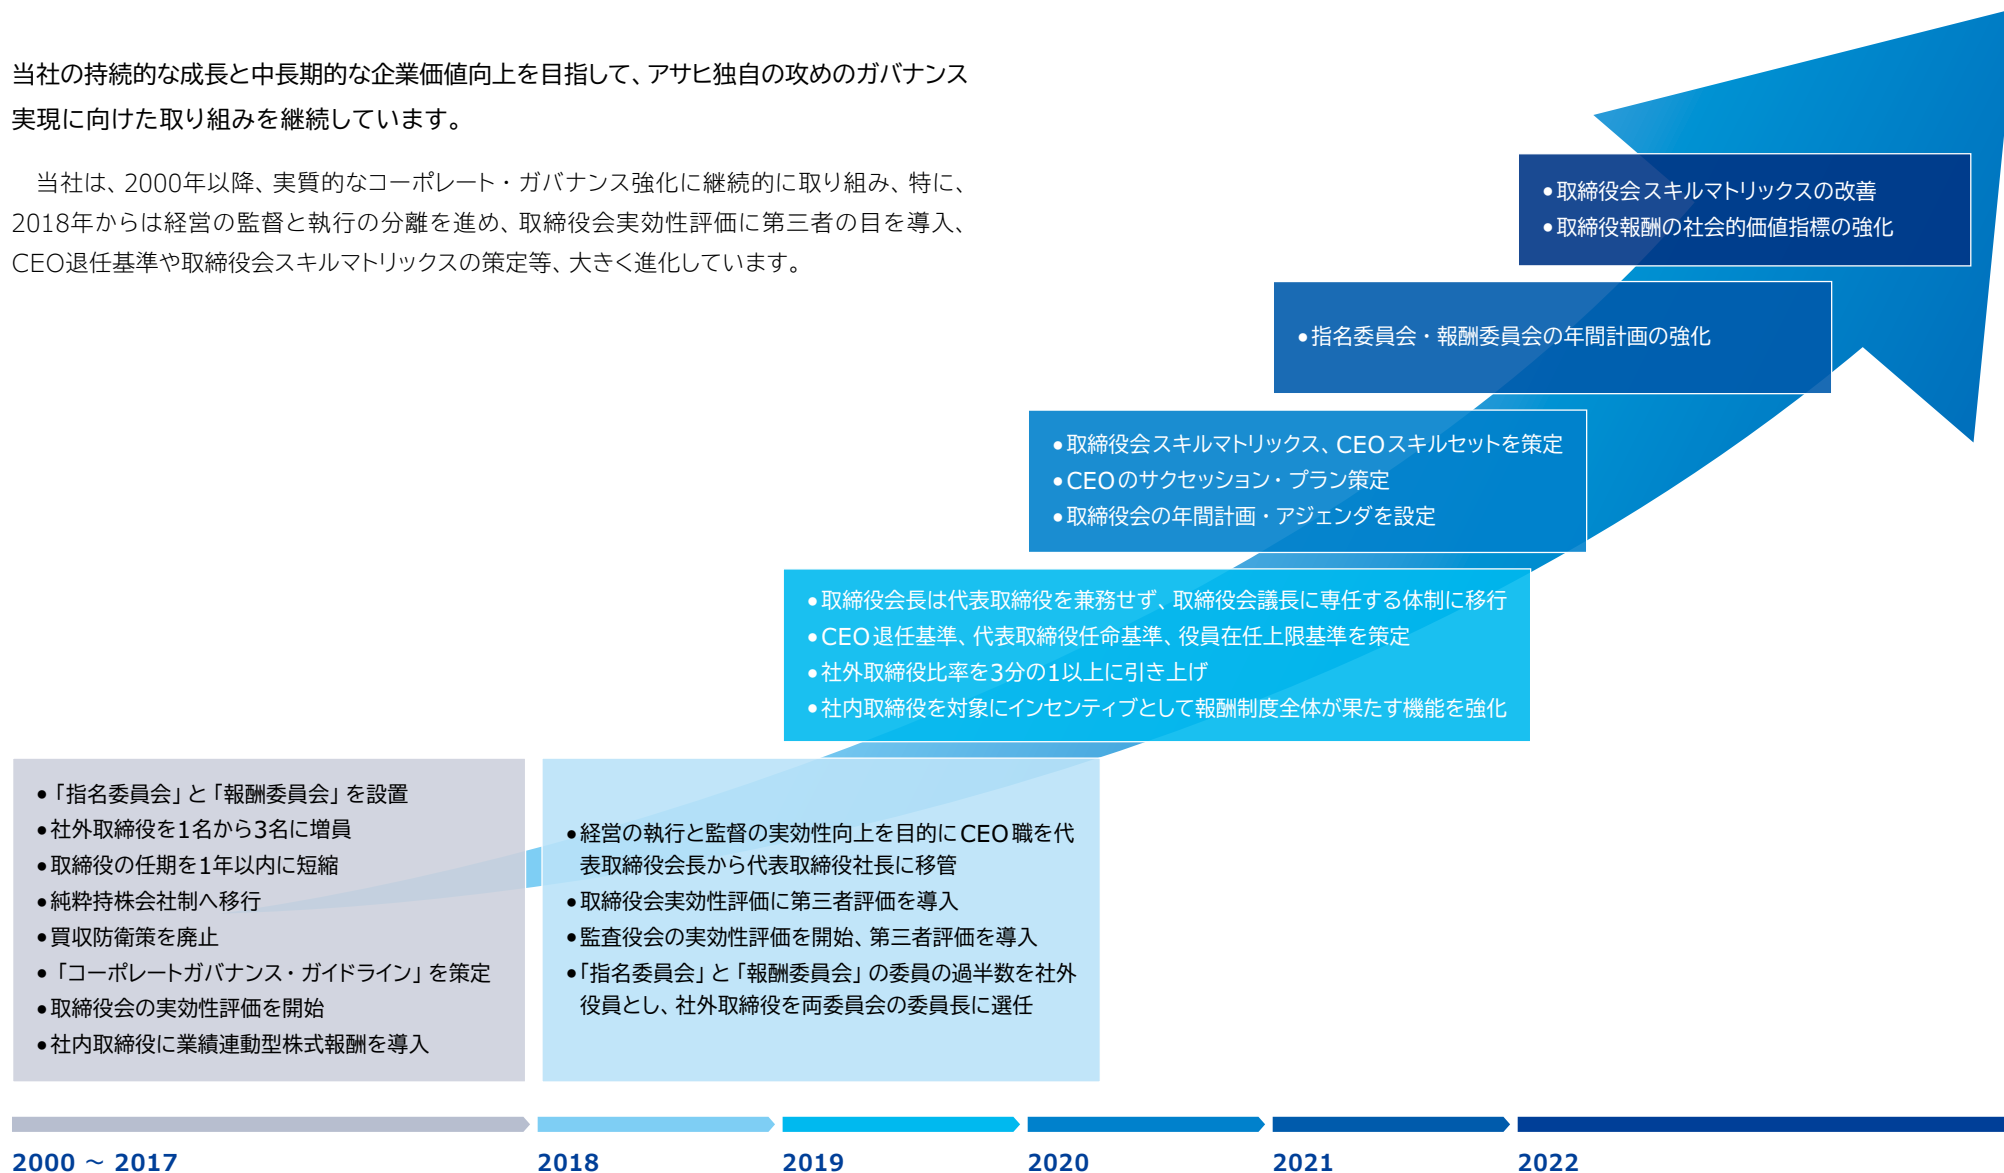 当社の持続的な成長と中長期的な企業価値向上を目指して、アサヒ独自の攻めのガバナンス
実現に向けた取り組みを継続しています。
当社は、2000年以降、実質的なコーポレート・ガバナンス強化に継続的に取り組み、特に、
2018年からは経営の監督と執行の分離を進め、取締役会実効性評価に第三者の目を導入、
CEO退任基準や取締役会スキルマトリックスの策定等、大きく進化しています。
•取締役会スキルマトリックスの改善
•取締役報酬の社会的価値指標の強化
•指名委員会・報酬委員会の年間計画の強化
•取締役会スキルマトリックス、CEOスキルセットを策定
•CEOのサクセッション・プラン策定
•取締役会の年間計画・アジェンダを設定
•取締役会長は代表取締役を兼務せず、取締役会議長に専任する体制に移行
•CEO退任基準、代表取締役任命基準、役員在任上限基準を策定
•社外取締役比率を3分の1以上に引き上げ
•社内取締役を対象にインセンティブとして報酬制度全体が果たす機能を強化
•「指名委員会」と「報酬委員会」を設置
•社外取締役を1名から3名に増員
•取締役の任期を1年以内に短縮
•純粋持株会社制へ移行
•買収防衛策を廃止
•「コーポレートガバナンス・ガイドライン」を策定
•取締役会の実効性評価を開始
•社内取締役に業績連動型株式報酬を導入
•経営の執行と監督の実効性向上を目的にCEO職を代
表取締役会長から代表取締役社長に移管
•取締役会実効性評価に第三者評価を導入
•監査役会の実効性評価を開始、第三者評価を導入
•「指名委員会」と「報酬委員会」の委員の過半数を社外
役員とし、社外取締役を両委員会の委員長に選任
2000 〜 2017
2018
2019
2020
2021
2022